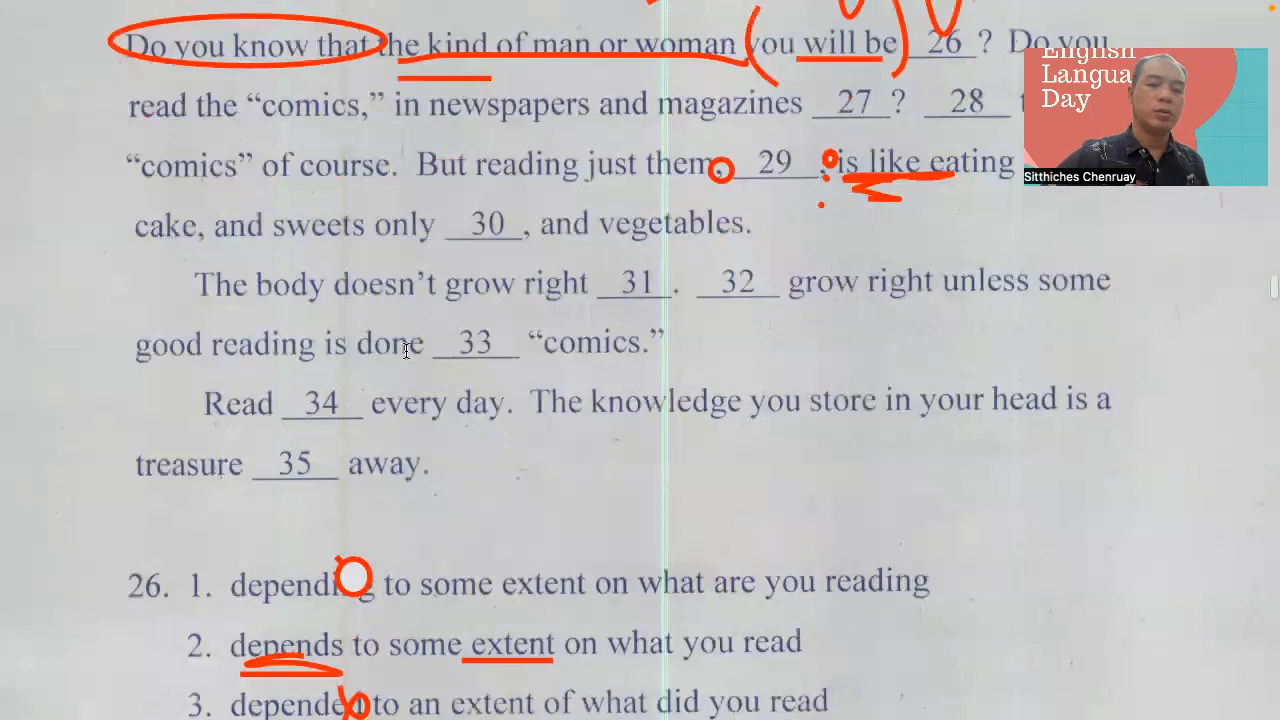 Do you know that the kind of man or woman you will be 26 ? Do you
English
Langua
Day
read the “comics,” in newspapers and magazines 27 ? 28
“comics” of course. But reading just them, 29 , is like eating
Sitthiches Chenruay
cake, and sweets only 30 , and vegetables.
The body doesn’t grow right 31 . 32 grow right unless some
good reading is done 33 “comics.”
Read 34 every day. The knowledge you store in your head is a
treasure 35 away.
26. 1. depending to some extent on what are you reading
2. depends to some extent on what you read
3. depended to an extent of what did you read